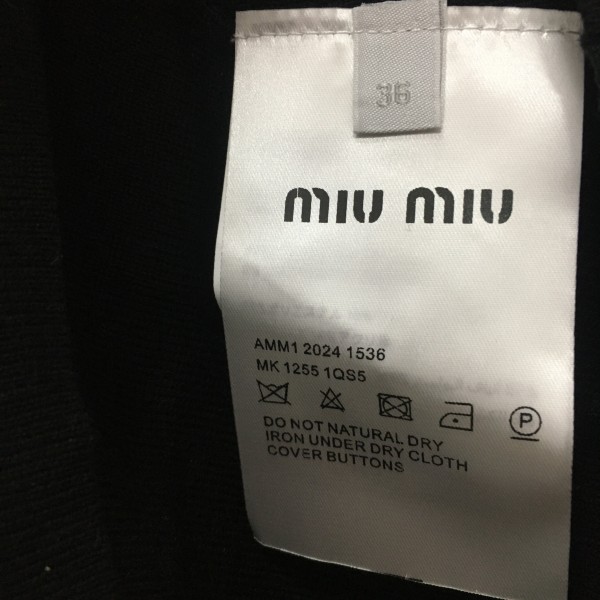 36
miu miu
AMM1 2024 1536
MK 1255 1QS5
P
DO NOT NATURAL DRY
IRON UNDER DRY CLOTH
COVER BUTTONS